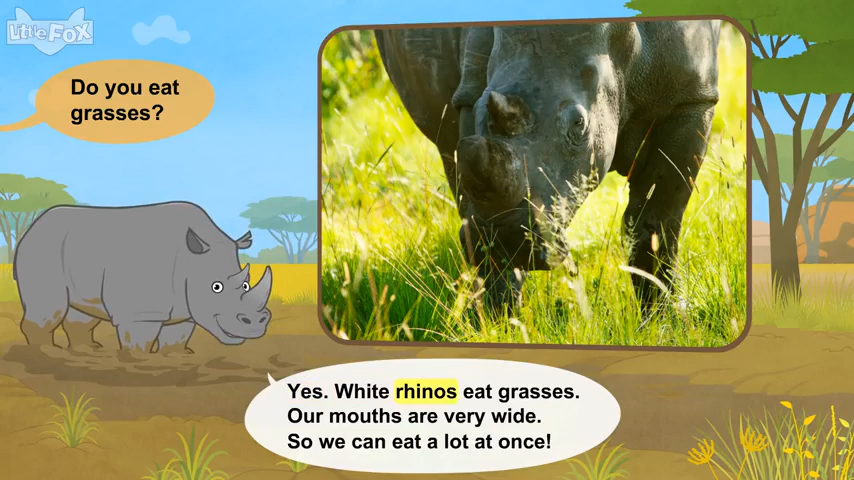 Little Fox
Do you eat
grasses?
Yes. White rhinos eat grasses.
Our mouths are very wide.
So we can eat a lot at once!